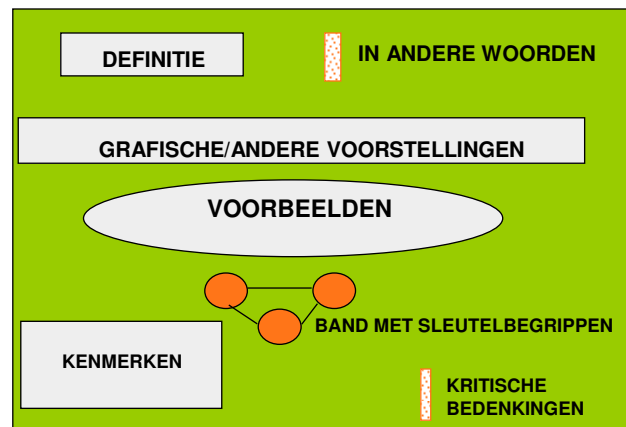 DEFINITIE
IN ANDERE WOORDEN
GRAFISCHE/ANDERE VOORSTELLINGEN
VOORBEELDEN
BAND MET SLEUTELBEGRIPPEN
KENMERKEN
KRITISCHE
BEDENKINGEN